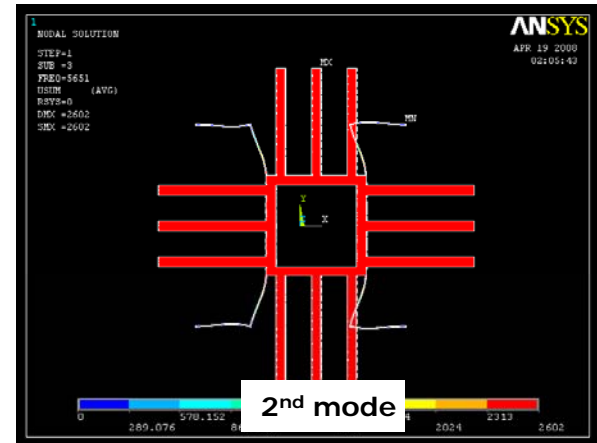 1
NODAL SOLUTION
ANSYS
STEP=1
SUB =3
FREQ=5651
USUM (AVG)
RSYS=0
DMX =2602
SMX =2602
APR 19 2008
02:05:43
MX
MN
Y
X
2nd mode
0
578.152
2313
289.076
2024
2602